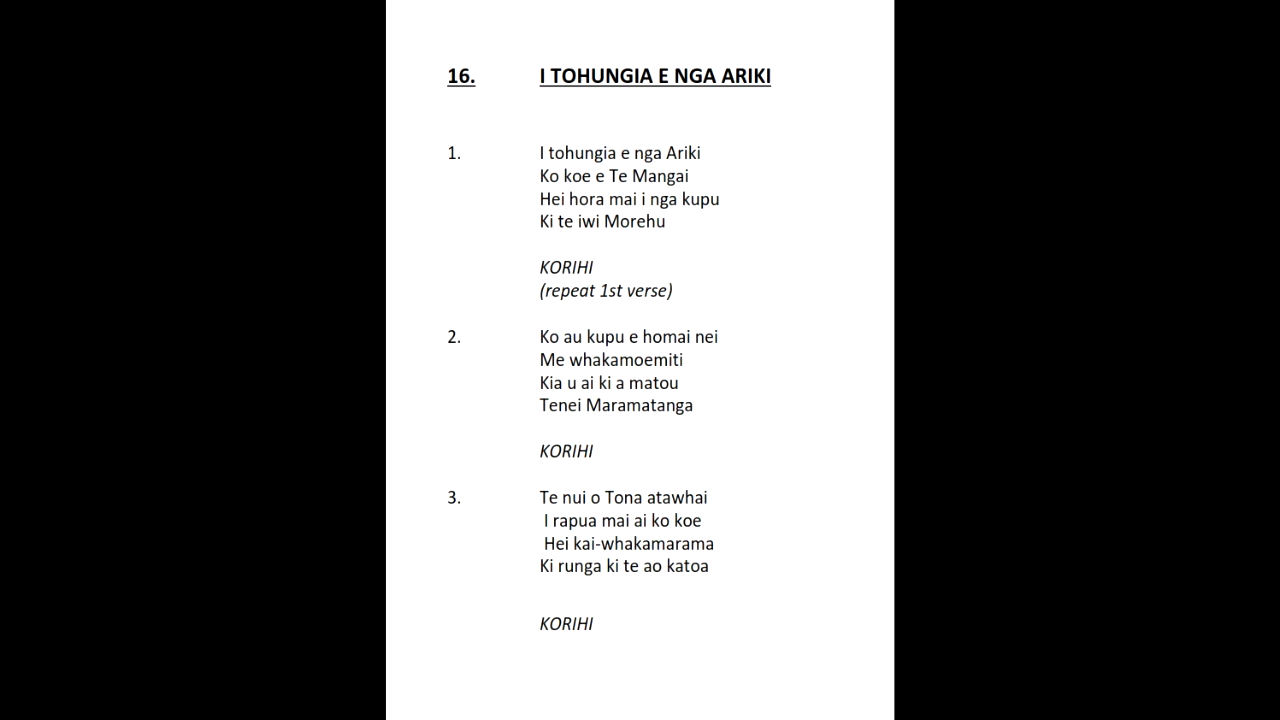 16. I TOHUNGIA E NGA ARIKI
1. I tohungia e nga Ariki
Ko koe e Te Mangai
Hei hora mai i nga kupu
Ki te iwi Morehu
KORIHI
(repeat 1st verse)
2. Ko au kupu e homai nei
Me whakamoemiti
Kia u ai ki a matou
Tenei Maramatanga
KORIHI
3. Te nui o Tona atawhai
I rapua mai ai ko koe
Hei kai-whakamarama
Ki runga ki te ao katoa
KORIHI